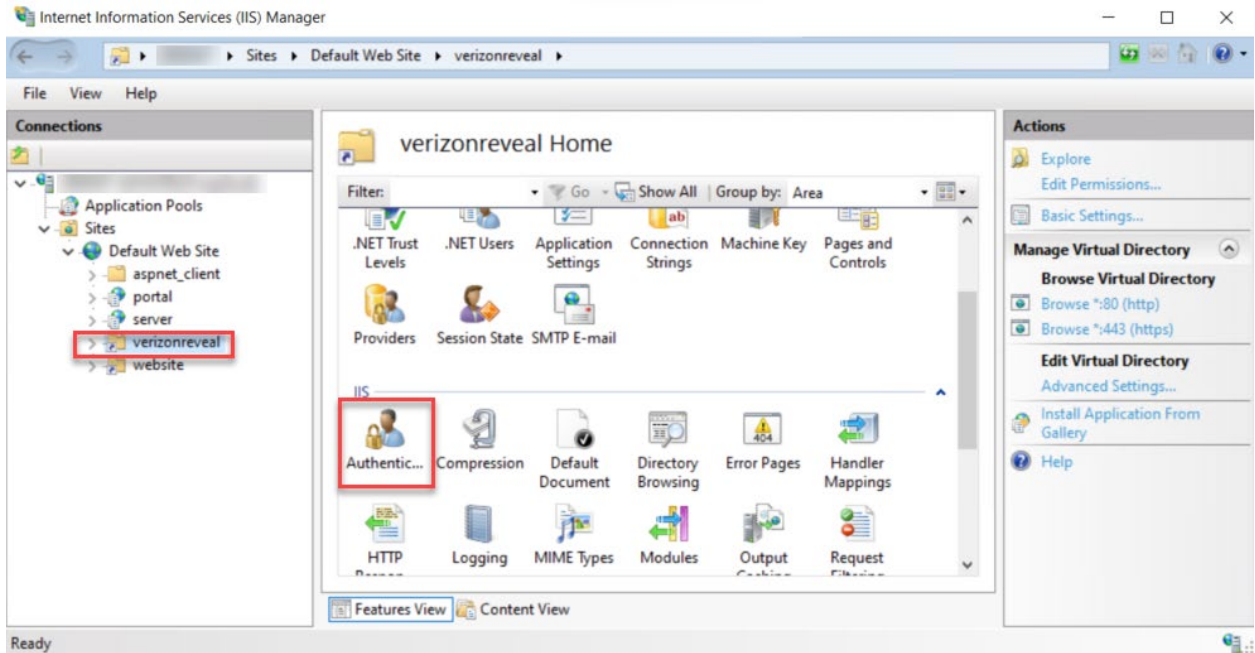 Internet Information Services (IIS) Manager
Sites Default Web Site verizonreveal
File View Help
Connections
Application Pools
Sites
Default Web Site
aspnet_client
portal
server
verizonreveal
website
verizonreveal Home
Filter: Go Show All Group by: Area
.NET Trust Levels
.NET Users
Application Settings
Connection Strings
Machine Key
Pages and Controls
Providers
Session State
SMTP E-mail
IIS
Authentic...
Compression
Default Document
Directory Browsing
Error Pages
Handler Mappings
HTTP
Logging
MIME Types
Modules
Output
Request
Features View
Content View
Actions
Explore
Edit Permissions...
Basic Settings...
Manage Virtual Directory
Browse Virtual Directory
Browse *:80 (http)
Browse *:443 (https)
Edit Virtual Directory
Advanced Settings...
Install Application From
Gallery
Help
Ready